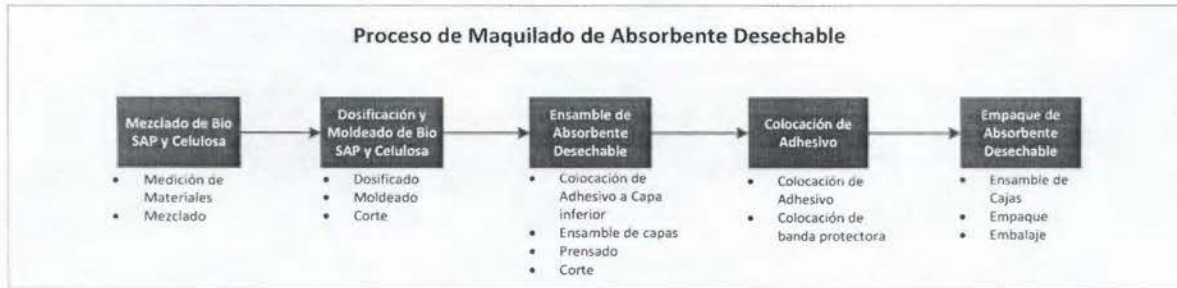 Proceso de Maquilado de Absorbente Desechable
Mezclado de Bio
SAP y Celulosa
• Medición de
Materiales
• Mezclado
Dosificación y
Moldeado de Bio
SAP y Celulosa
• Dosificado
• Moldeado
• Corte
Ensamble de
Absorbente
Desechable
• Colocación de
Adhesivo a Capa
inferior
• Ensamble de capas
• Prensado
• Corte
Colocación de
Adhesivo
• Colocación de
Adhesivo
• Colocación de
banda protectora
Empaque de
Absorbente
Desechable
• Ensamble de
Cajas
• Empaque
• Embalaje